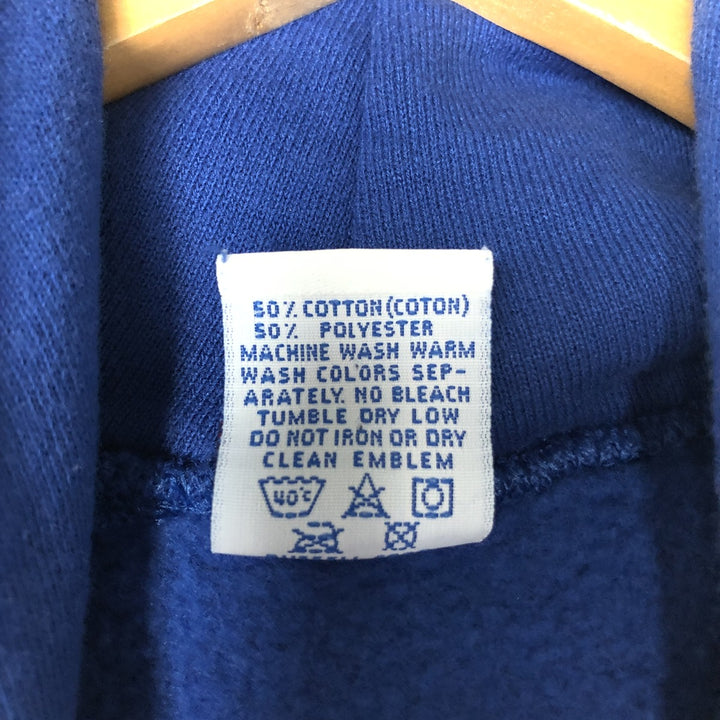 50% COTTON (COTON)
50% POLYESTER
MACHINE WASH WARM
WASH COLORS SEP-
ARATELY. NO BLEACH
TUMBLE DRY LOW
DO NOT IRON OR DRY
CLEAN EMBLEM
40°C